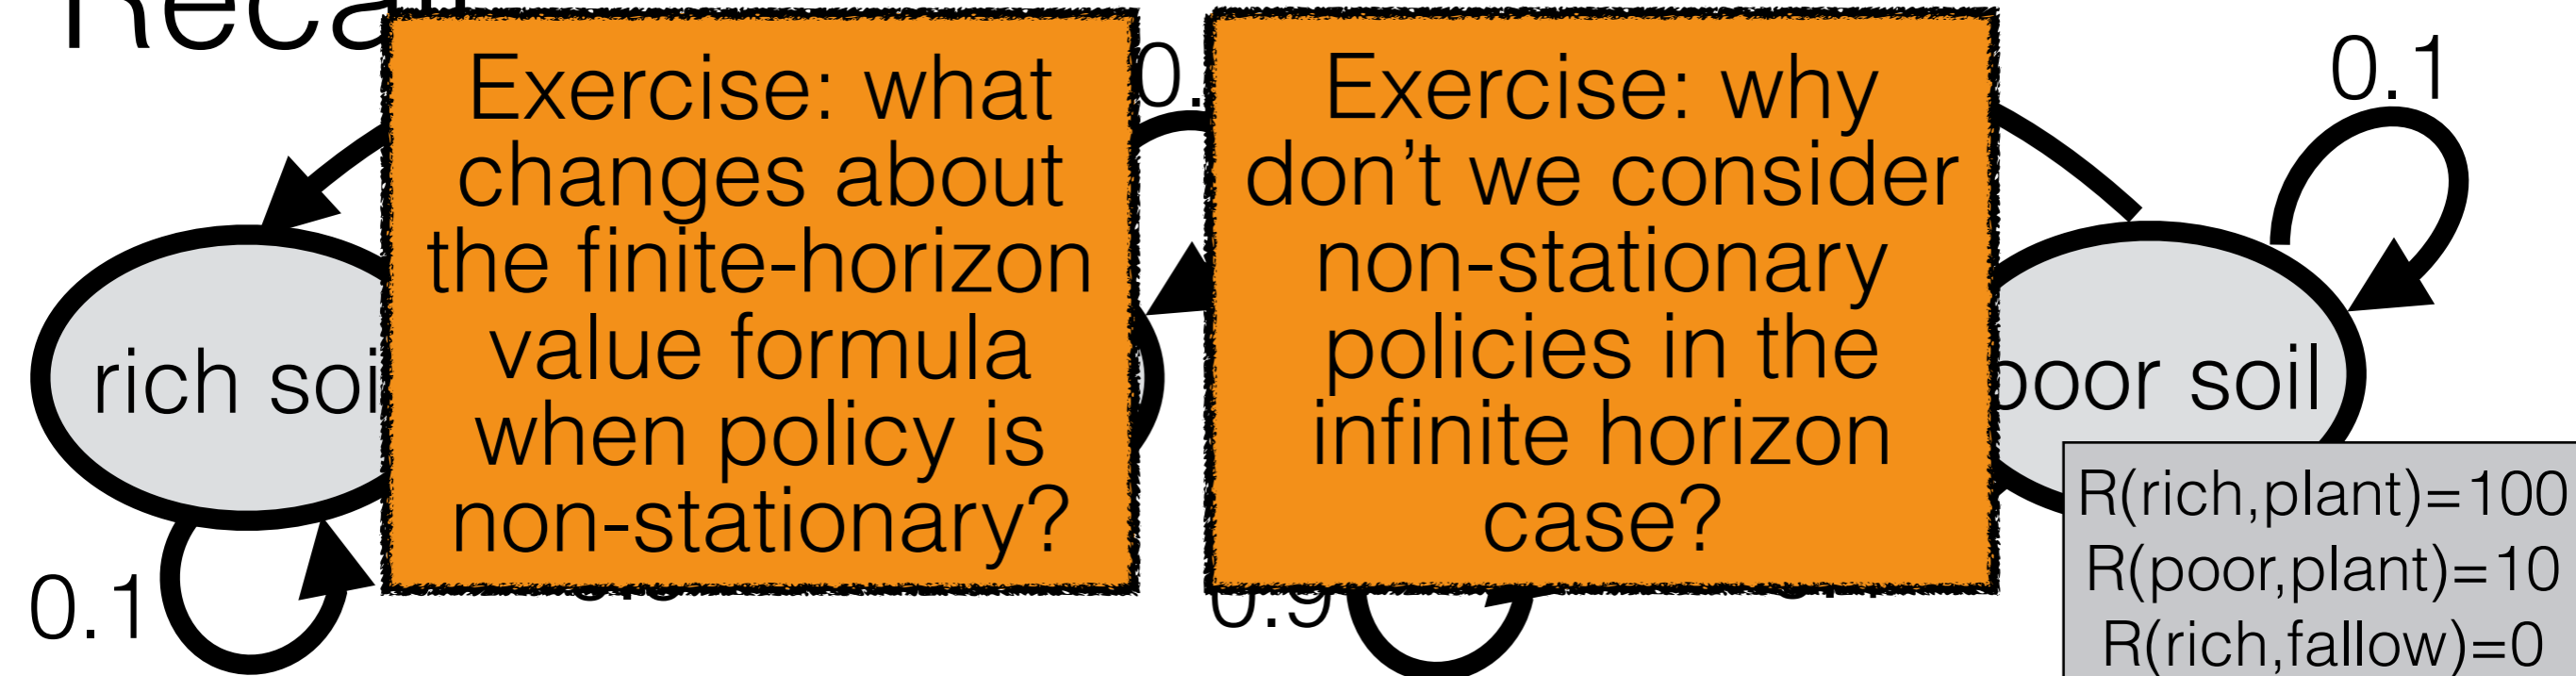 Exercise: what
changes about
the finite-horizon
value formula
when policy is
non-stationary?
Exercise: why
don't we consider
non-stationary
policies in the
infinite horizon
case?
0.1
rich soi
poor soil
0.1
0.9
R(rich,plant)=100
R(poor,plant)=10
R(rich,fallow)=0